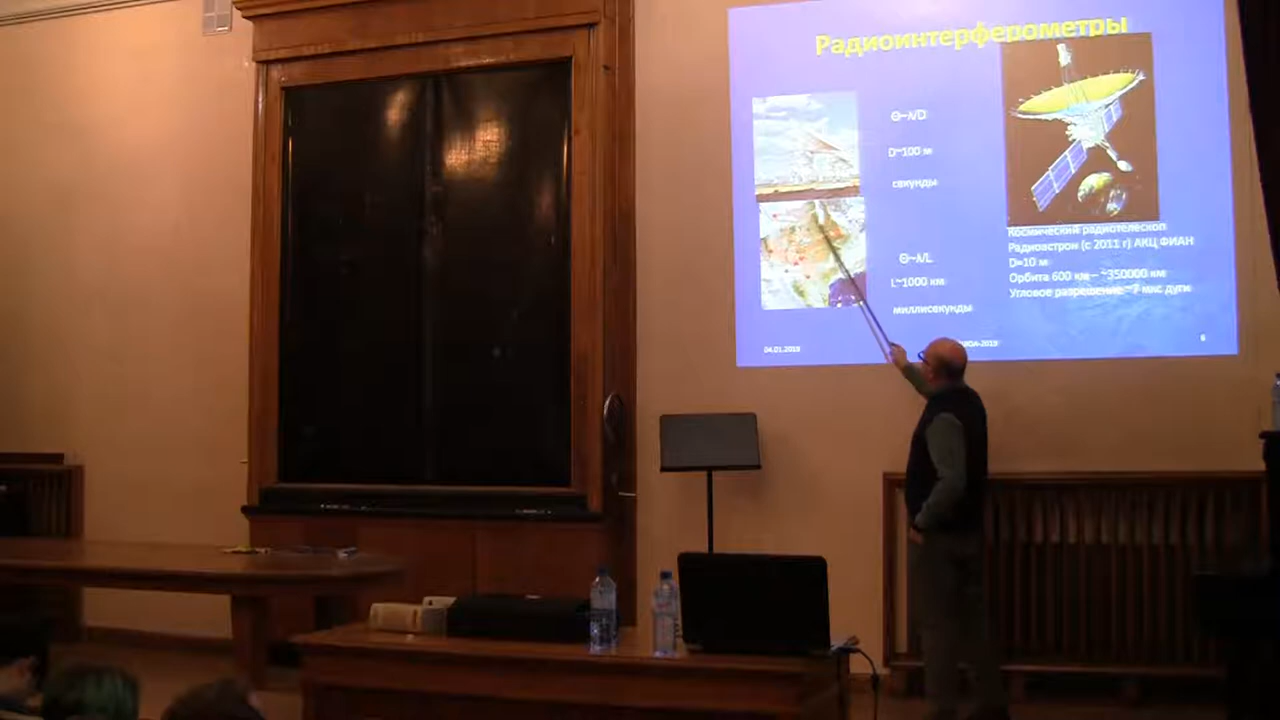 Радиоинтерферометры
Θ~λ/D
D~100 м
секунды
Θ~λ/L
L~1000 км
миллисекунды
Космический радиотелескоп
Радиоастрон (с 2011 г) АКЦ ФИАН
D=10 м
Орбита 600 км – ~350000 км
Угловое разрешение ~7 мкс дуги
04.01.2019
-2019
6